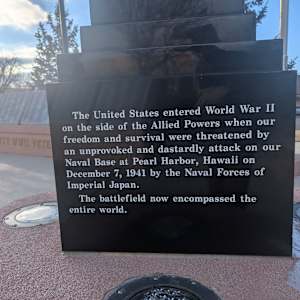 The United States entered World War II
on the side of the Allied Powers when our
freedom and survival were threatened by
an unprovoked and dastardly attack on our
Naval Base at Pearl Harbor, Hawaii on
December 7, 1941 by the Naval Forces of
Imperial Japan.
The battlefield now encompassed the
entire world.